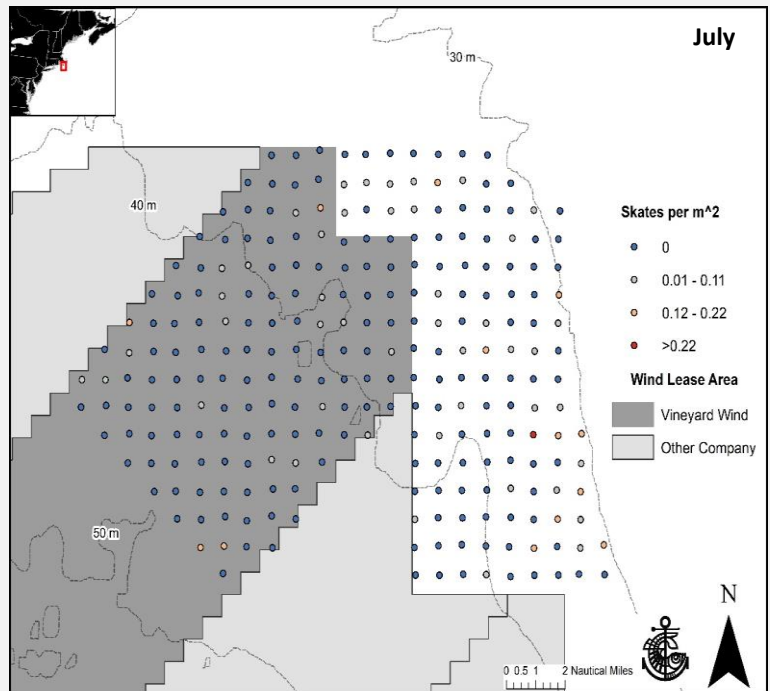 July
30 m
40 m
Skates per m^2
0
0.01 - 0.11
0.12 - 0.22
>0.22
Wind Lease Area
Vineyard Wind
Other Company
50 m
N
0 0.5 1 2 Nautical Miles